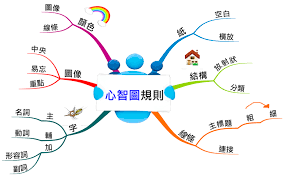 心智圖規則
紙
空白
橫放
結構
放射狀
分類
線條
主標題
粗
細
連接
顏色
圖像
線條
圖像
中央
易忘
重點
字
主
名詞
輔
動詞
加
形容詞
副詞